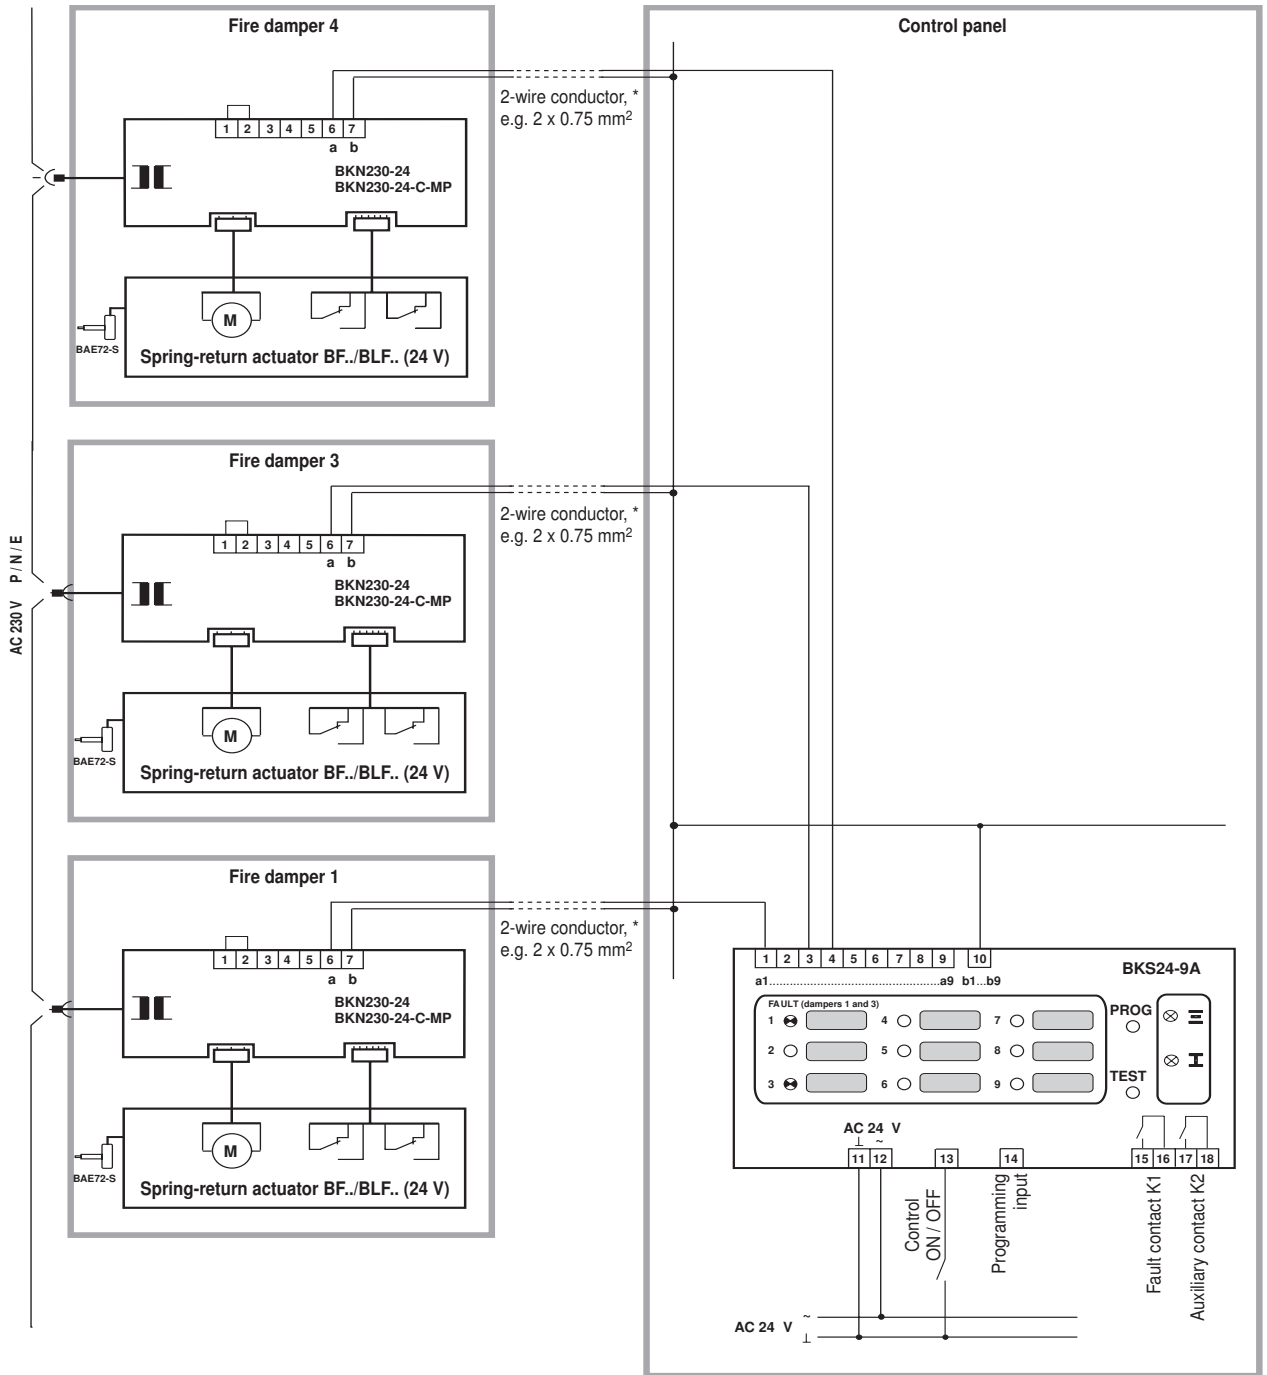 Fire damper 4
Control panel
2-wire conductor, *
e.g. 2 x 0.75 mm²
1 2 3 4 5 6 7
a b
BKN230-24
BKN230-24-C-MP
M
BAE72-S
Spring-return actuator BF../BLF.. (24 V)
Fire damper 3
2-wire conductor, *
e.g. 2 x 0.75 mm²
1 2 3 4 5 6 7
a b
BKN230-24
BKN230-24-C-MP
AC 230 V P / N / E
M
BAE72-S
Spring-return actuator BF../BLF.. (24 V)
Fire damper 1
2-wire conductor, *
e.g. 2 x 0.75 mm²
1 2 3 4 5 6 7
a b
BKN230-24
BKN230-24-C-MP
M
BAE72-S
Spring-return actuator BF../BLF.. (24 V)
1 2 3 4 5 6 7 8 9 10
a1.............................................a9 b1...b9
BKS24-9A
FAULT (dampers 1 and 3)
1 4 7
2 5 8
3 6 9
PROG
TEST
AC 24 V
⊥ ~
11 12 13 14 15 16 17 18
Control
ON / OFF
Programming
input
Fault contact K1
Auxiliary contact K2
AC 24 V ~
⊥